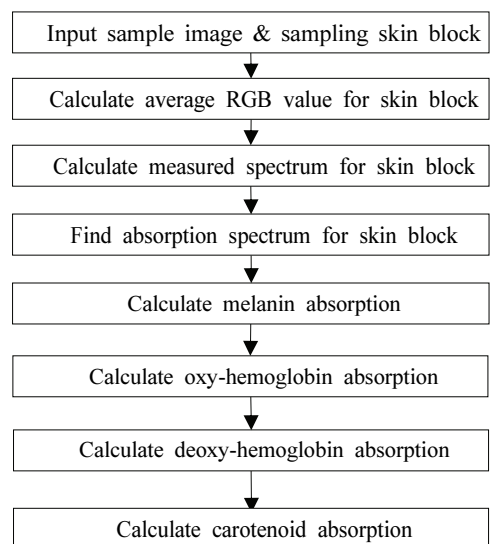 Input sample image & sampling skin block
Calculate average RGB value for skin block
Calculate measured spectrum for skin block
Find absorption spectrum for skin block
Calculate melanin absorption
Calculate oxy-hemoglobin absorption
Calculate deoxy-hemoglobin absorption
Calculate carotenoid absorption